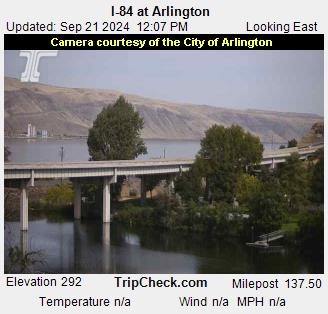 I-84 at Arlington
Updated: Sep 21 2024 12:07 PM Looking East
Camera courtesy of the City of Arlington
Elevation 292 TripCheck.com Milepost 137.50
Temperature n/a Wind n/a MPH n/a